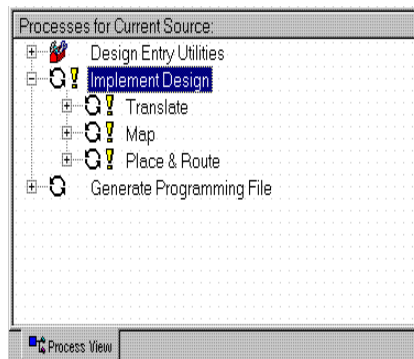 Processes for Current Source:
Design Entry Utilities
Implement Design
Translate
Map
Place & Route
Generate Programming File
Process View